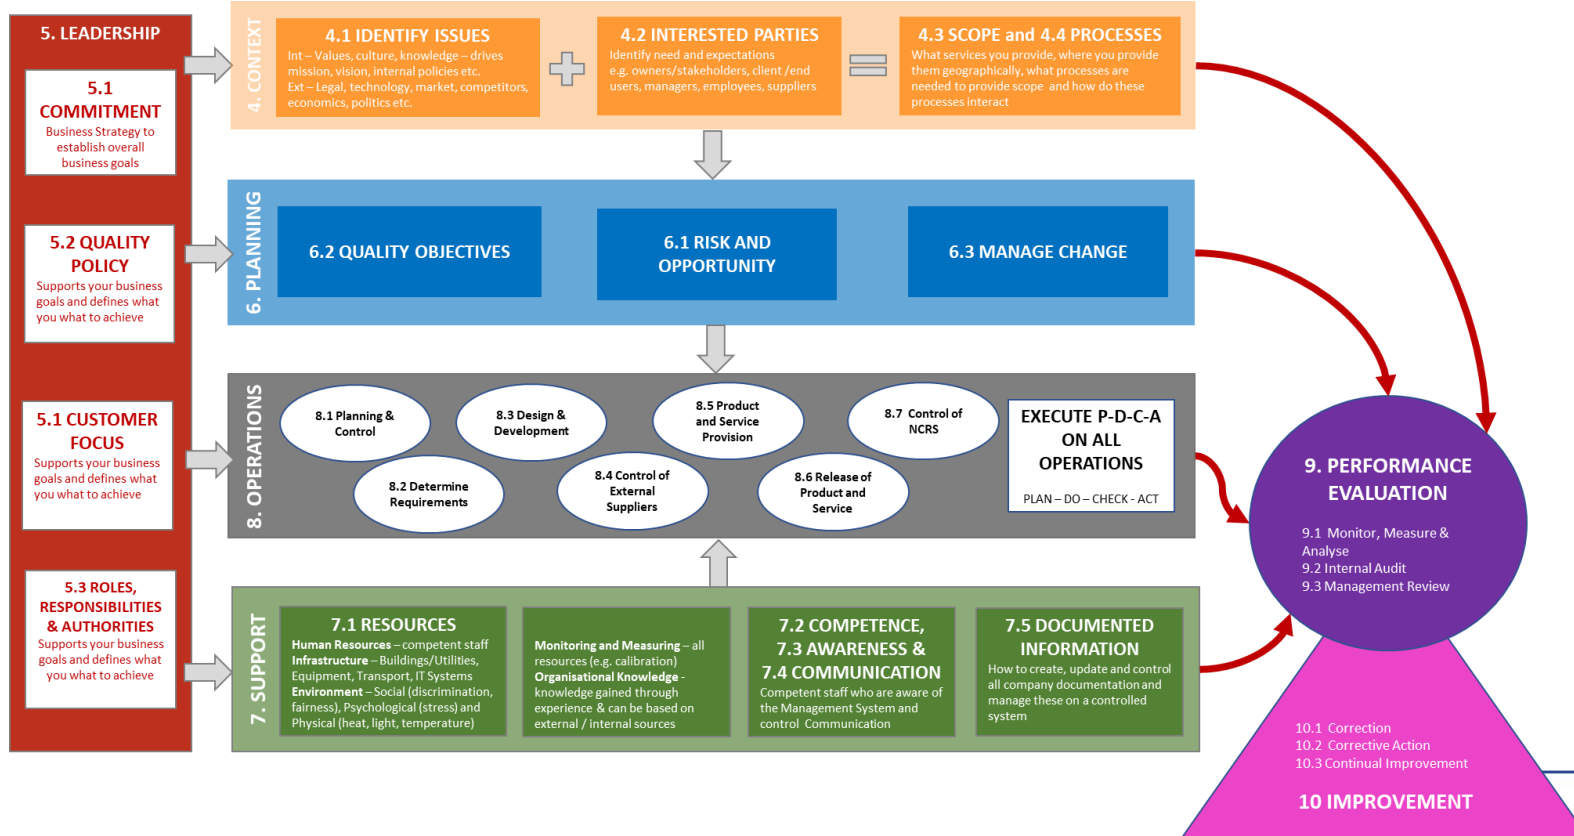 5. LEADERSHIP
5.1
COMMITMENT
Business Strategy to
establish overall
business goals
5.2 QUALITY
POLICY
Supports your business
goals and defines what
you what to achieve
5.1 CUSTOMER
FOCUS
Supports your business
goals and defines what
you what to achieve
5.3 ROLES,
RESPONSIBILITIES
& AUTHORITIES
Supports your business
goals and defines what
you what to achieve
4. CONTEXT
4.1 IDENTIFY ISSUES
Int – Values, culture, knowledge – drives
mission, vision, internal policies etc.
Ext – Legal, technology, market, competitors,
economics, politics etc.
4.2 INTERESTED PARTIES
Identify need and expectations
e.g. owners/stakeholders, client /end
users, managers, employees, suppliers
4.3 SCOPE and 4.4 PROCESSES
What services you provide, where you provide
them geographically, what processes are
needed to provide scope and how do these
processes interact
6. PLANNING
6.2 QUALITY OBJECTIVES
6.1 RISK AND
OPPORTUNITY
6.3 MANAGE CHANGE
8. OPERATIONS
8.1 Planning &
Control
8.2 Determine
Requirements
8.3 Design &
Development
8.4 Control of
External
Suppliers
8.5 Product
and Service
Provision
8.6 Release of
Product and
Service
8.7 Control of
NCRS
EXECUTE P-D-C-A
ON ALL
OPERATIONS
PLAN – DO – CHECK - ACT
7. SUPPORT
7.1 RESOURCES
Human Resources – competent staff
Infrastructure – Buildings/Utilities,
Equipment, Transport, IT Systems
Environment – Social (discrimination,
fairness), Psychological (stress) and
Physical (heat, light, temperature)
Monitoring and Measuring – all
resources (e.g. calibration)
Organisational Knowledge -
knowledge gained through
experience & can be based on
external / internal sources
7.2 COMPETENCE,
7.3 AWARENESS &
7.4 COMMUNICATION
Competent staff who are aware of
the Management System and
control Communication
7.5 DOCUMENTED
INFORMATION
How to create, update and control
all company documentation and
manage these on a controlled
system
9. PERFORMANCE
EVALUATION
9.1 Monitor, Measure &
Analyse
9.2 Internal Audit
9.3 Management Review
10.1 Correction
10.2 Corrective Action
10.3 Continual Improvement
10 IMPROVEMENT